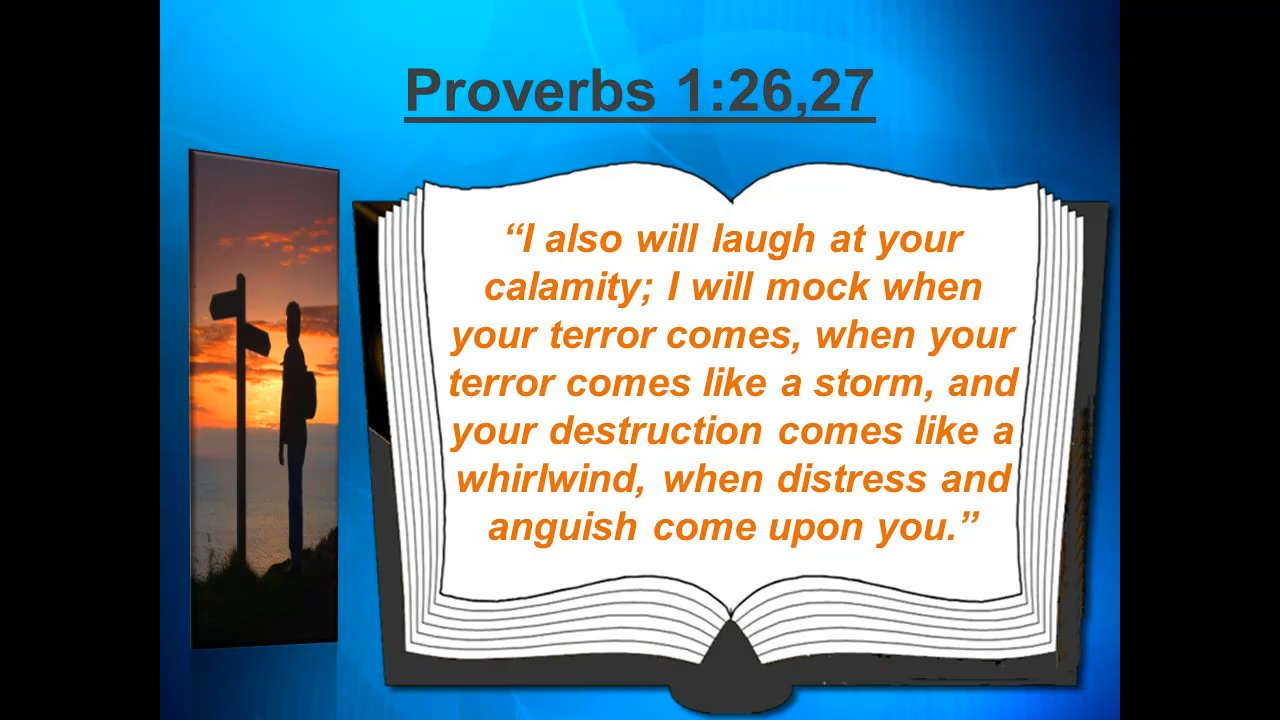 Proverbs 1:26,27
“I also will laugh at your
calamity; I will mock when
your terror comes, when your
terror comes like a storm, and
your destruction comes like a
whirlwind, when distress and
anguish come upon you.”